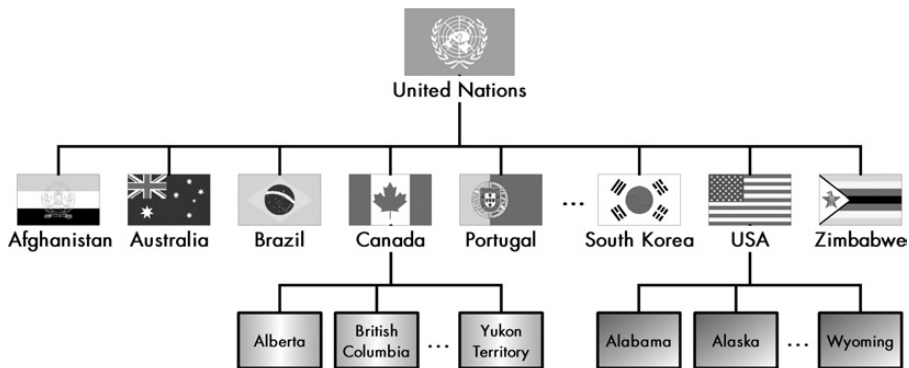 United Nations
...
Afghanistan Australia Brazil Canada Portugal South Korea USA Zimbabwe
Alberta
British
Columbia
...
Yukon
Territory
Alabama
Alaska
...
Wyoming